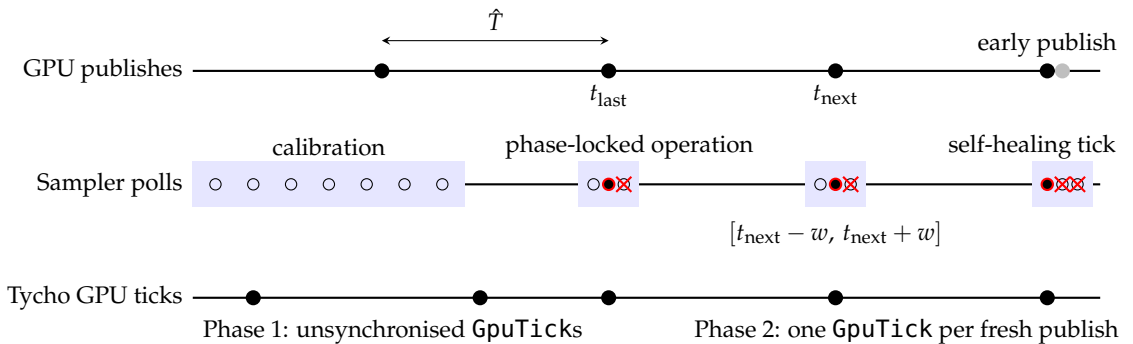 T̂
early publish
GPU publishes
t_last
t_next
calibration
phase-locked operation
self-healing tick
Sampler polls
[t_next − w, t_next + w]
Tycho GPU ticks
Phase 1: unsynchronised GpuTicks
Phase 2: one GpuTick per fresh publish